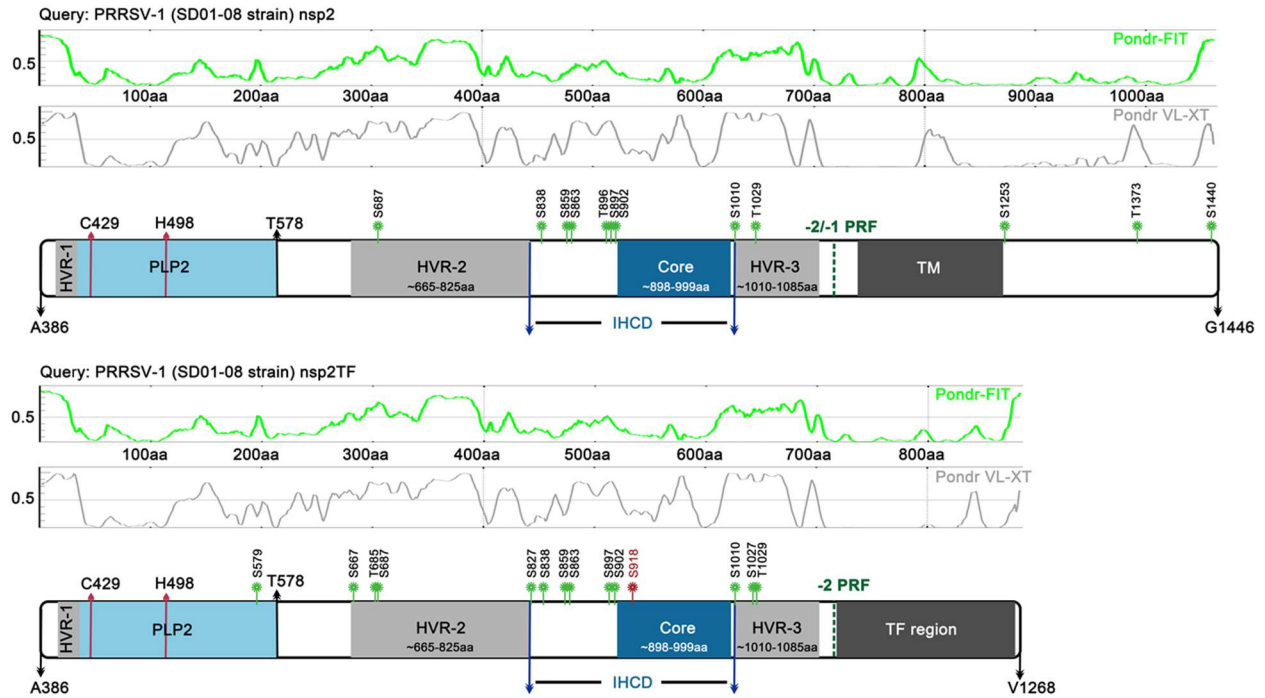 Query: PRRSV-1 (SD01-08 strain) nsp2
Pondr-FIT
0.5
100aa 200aa 300aa 400aa 500aa 600aa 700aa 800aa 900aa 1000aa
Pondr VL-XT
0.5
S687 S838 S859 S863 T896 S897 S902 S1010 T1029 S1253 T1373 S1440
C429 H498 T578 -2/-1 PRF
HVR-1 PLP2 HVR-2 Core HVR-3 TM
~665-825aa ~898-999aa ~1010-1085aa
A386 IHCD G1446
Query: PRRSV-1 (SD01-08 strain) nsp2TF
Pondr-FIT
0.5
100aa 200aa 300aa 400aa 500aa 600aa 700aa 800aa
Pondr VL-XT
0.5
S579 S667 T685 S687 S827 S838 S859 S863 S897 S902 S918 S1010 S1027 T1029
C429 H498 T578 -2 PRF
HVR-1 PLP2 HVR-2 Core HVR-3 TF region
~665-825aa ~898-999aa ~1010-1085aa
A386 IHCD V1268